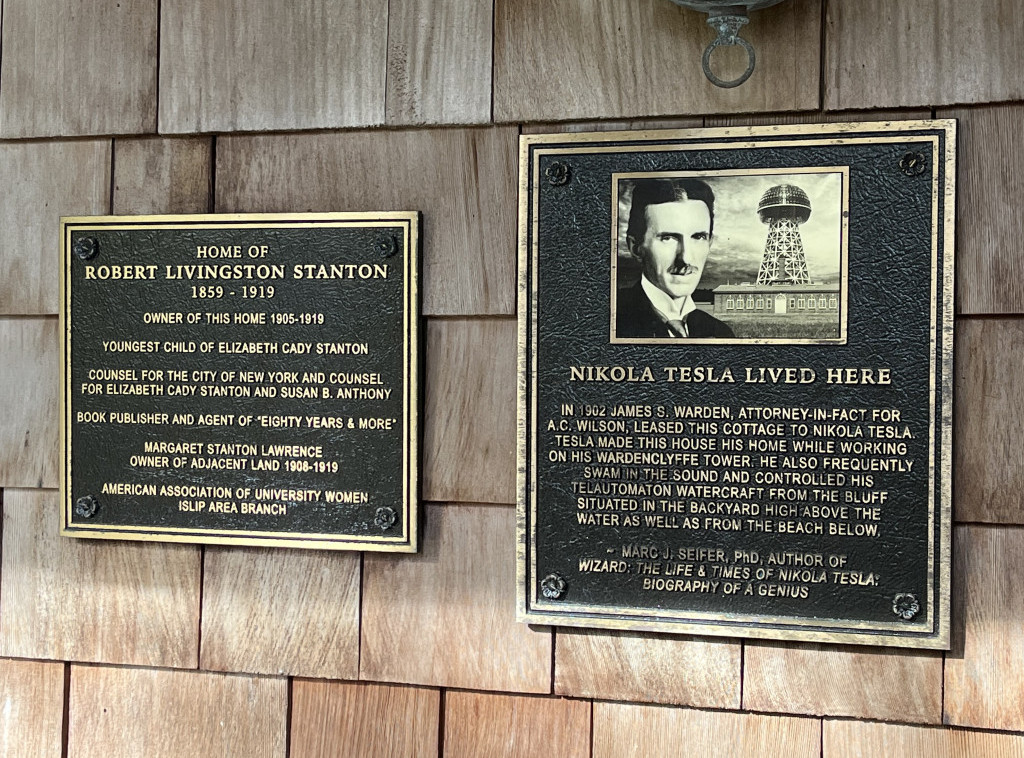 HOME OF
ROBERT LIVINGSTON STANTON
1859 - 1919
OWNER OF THIS HOME 1905-1919
YOUNGEST CHILD OF ELIZABETH CADY STANTON
COUNSEL FOR THE CITY OF NEW YORK AND COUNSEL
FOR ELIZABETH CADY STANTON AND SUSAN B. ANTHONY
BOOK PUBLISHER AND AGENT OF "EIGHTY YEARS & MORE"
MARGARET STANTON LAWRENCE
OWNER OF ADJACENT LAND 1908-1919
AMERICAN ASSOCIATION OF UNIVERSITY WOMEN
ISLIP AREA BRANCH
NIKOLA TESLA LIVED HERE
IN 1902 JAMES S. WARDEN, ATTORNEY-IN-FACT FOR
A.C. WILSON, LEASED THIS COTTAGE TO NIKOLA TESLA.
TESLA MADE THIS HOUSE HIS HOME WHILE WORKING
ON HIS WARDENCLYFFE TOWER. HE ALSO FREQUENTLY
SWAM IN THE SOUND AND CONTROLLED HIS
TELAUTOMATON WATERCRAFT FROM THE BLUFF
SITUATED IN THE BACKYARD HIGH ABOVE THE
WATER AS WELL AS FROM THE BEACH BELOW.
~ MARC J. SEIFER, PhD, AUTHOR OF
WIZARD: THE LIFE & TIMES OF NIKOLA TESLA:
BIOGRAPHY OF A GENIUS